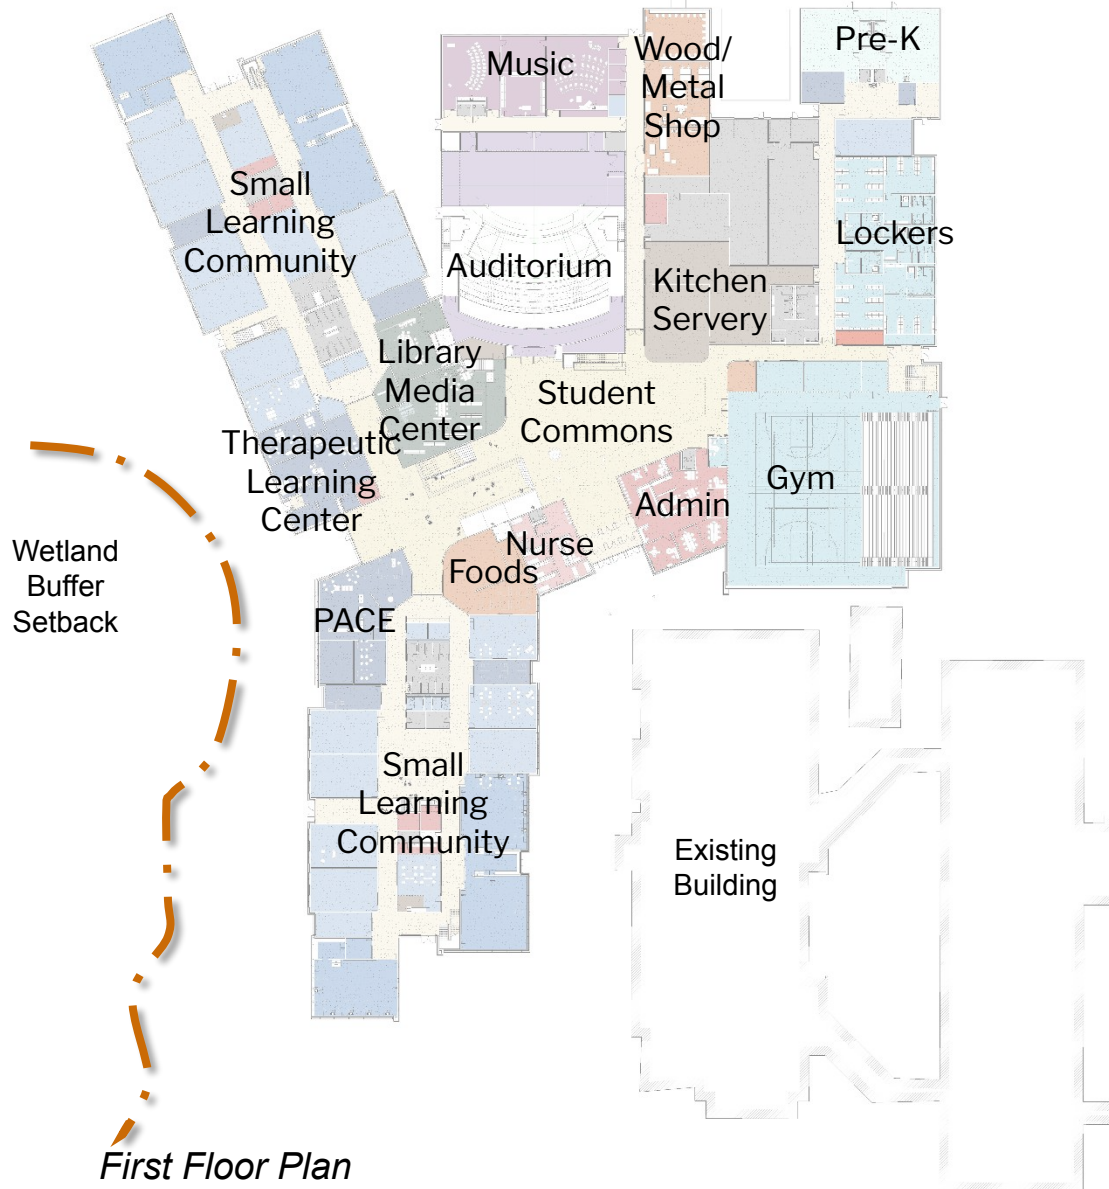 Music
Wood/
Metal
Shop
Pre-K
Small
Learning
Community
Auditorium
Lockers
Kitchen
Servery
Library
Media
Center
Student
Commons
Therapeutic
Learning
Center
Gym
Admin
Nurse
Foods
Wetland
Buffer
Setback
PACE
Small
Learning
Community
Existing
Building
First Floor Plan